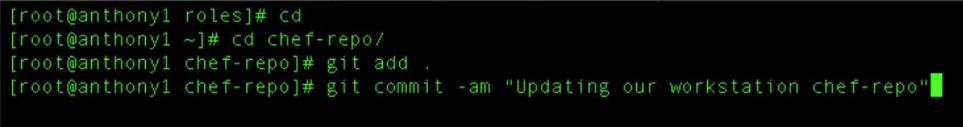 [root@anthony1 roles]# cd
[root@anthony1 ~]# cd chef-repo/
[root@anthony1 chef-repo]# git add .
[root@anthony1 chef-repo]# git commit -am "Updating our workstation chef-repo"